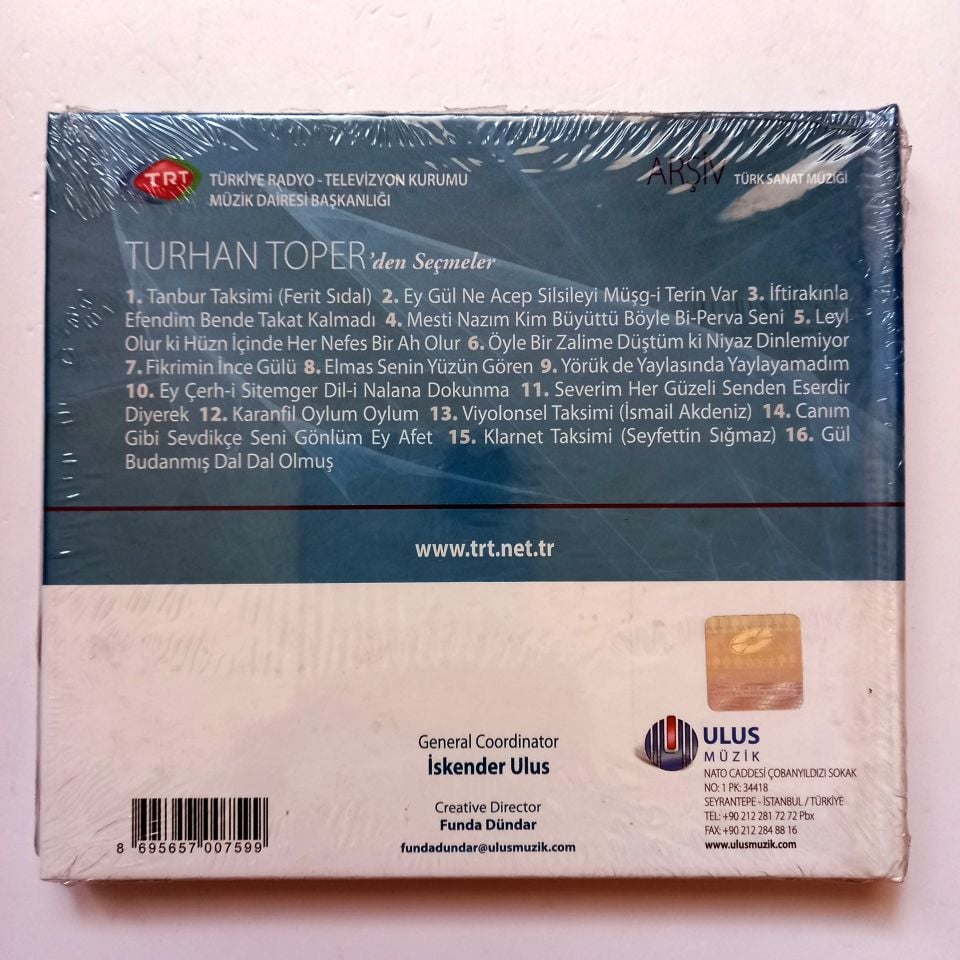 TRT
TÜRKİYE RADYO - TELEVİZYON KURUMU
MÜZİK DAİRESİ BAŞKANLIĞI
ARŞİV TÜRK SANAT MÜZİĞİ
TURHAN TOPER'den Seçmeler
1. Tanbur Taksimi (Ferit Sıdal) 2. Ey Gül Ne Acep Silsileyi Müşg-i Terin Var 3. İftirakınla
Efendim Bende Takat Kalmadı 4. Mesti Nazım Kim Büyüttü Böyle Bi-Perva Seni 5. Leyl
Olur ki Hüzn İçinde Her Nefes Bir Ah Olur 6. Öyle Bir Zalime Düştüm ki Niyaz Dinlemiyor
7. Fikrimin İnce Gülü 8. Elmas Senin Yüzün Gören 9. Yörük de Yaylasında Yaylayamadım
10. Ey Çerh-i Sitemger Dil-i Nalana Dokunma 11. Severim Her Güzeli Senden Eserdir
Diyerek 12. Karanfil Oylum Oylum 13. Viyolonsel Taksimi (İsmail Akdeniz) 14. Canım
Gibi Sevdikçe Seni Gönlüm Ey Afet 15. Klarnet Taksimi (Seyfettin Sığmaz) 16. Gül
Budanmış Dal Dal Olmuş
www.trt.net.tr
General Coordinator
İskender Ulus
Creative Director
Funda Dündar
fundadundar@ulusmuzik.com
8 695657 007599
ULUS
MÜZİK
NATO CADDESİ ÇOBANYILDIZI SOKAK
NO: 1 PK: 34418
SEYRANTEPE - İSTANBUL / TÜRKİYE
TEL: +90 212 281 72 72 Pbx
FAX: +90 212 284 88 16
www.ulusmuzik.com